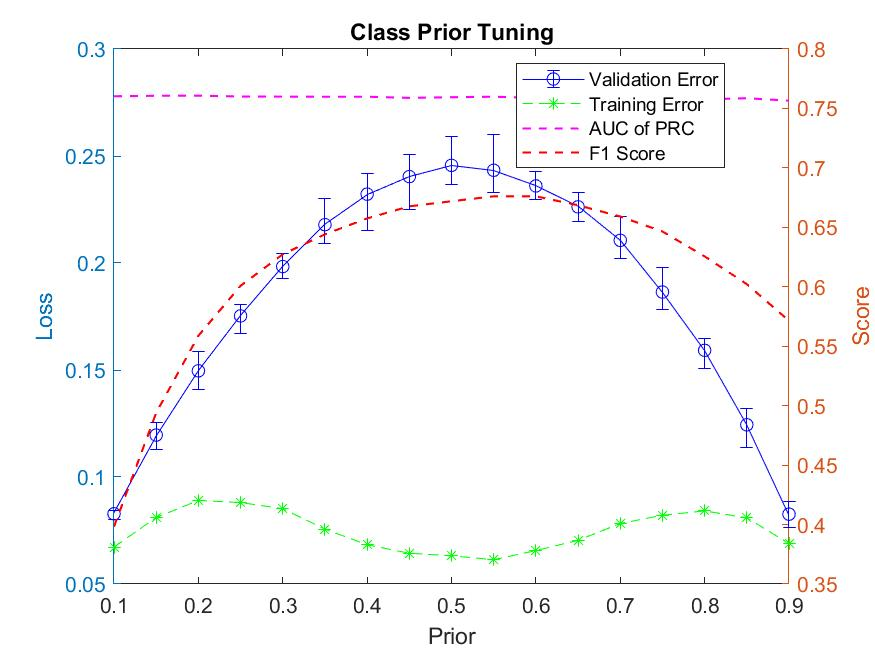 Class Prior Tuning
0.3
0.25
0.2
0.15
0.1
0.05
Loss
0.8
0.75
0.7
0.65
0.6
0.55
0.5
0.45
0.4
0.35
Score
Validation Error
Training Error
AUC of PRC
F1 Score
0.1 0.2 0.3 0.4 0.5 0.6 0.7 0.8 0.9
Prior